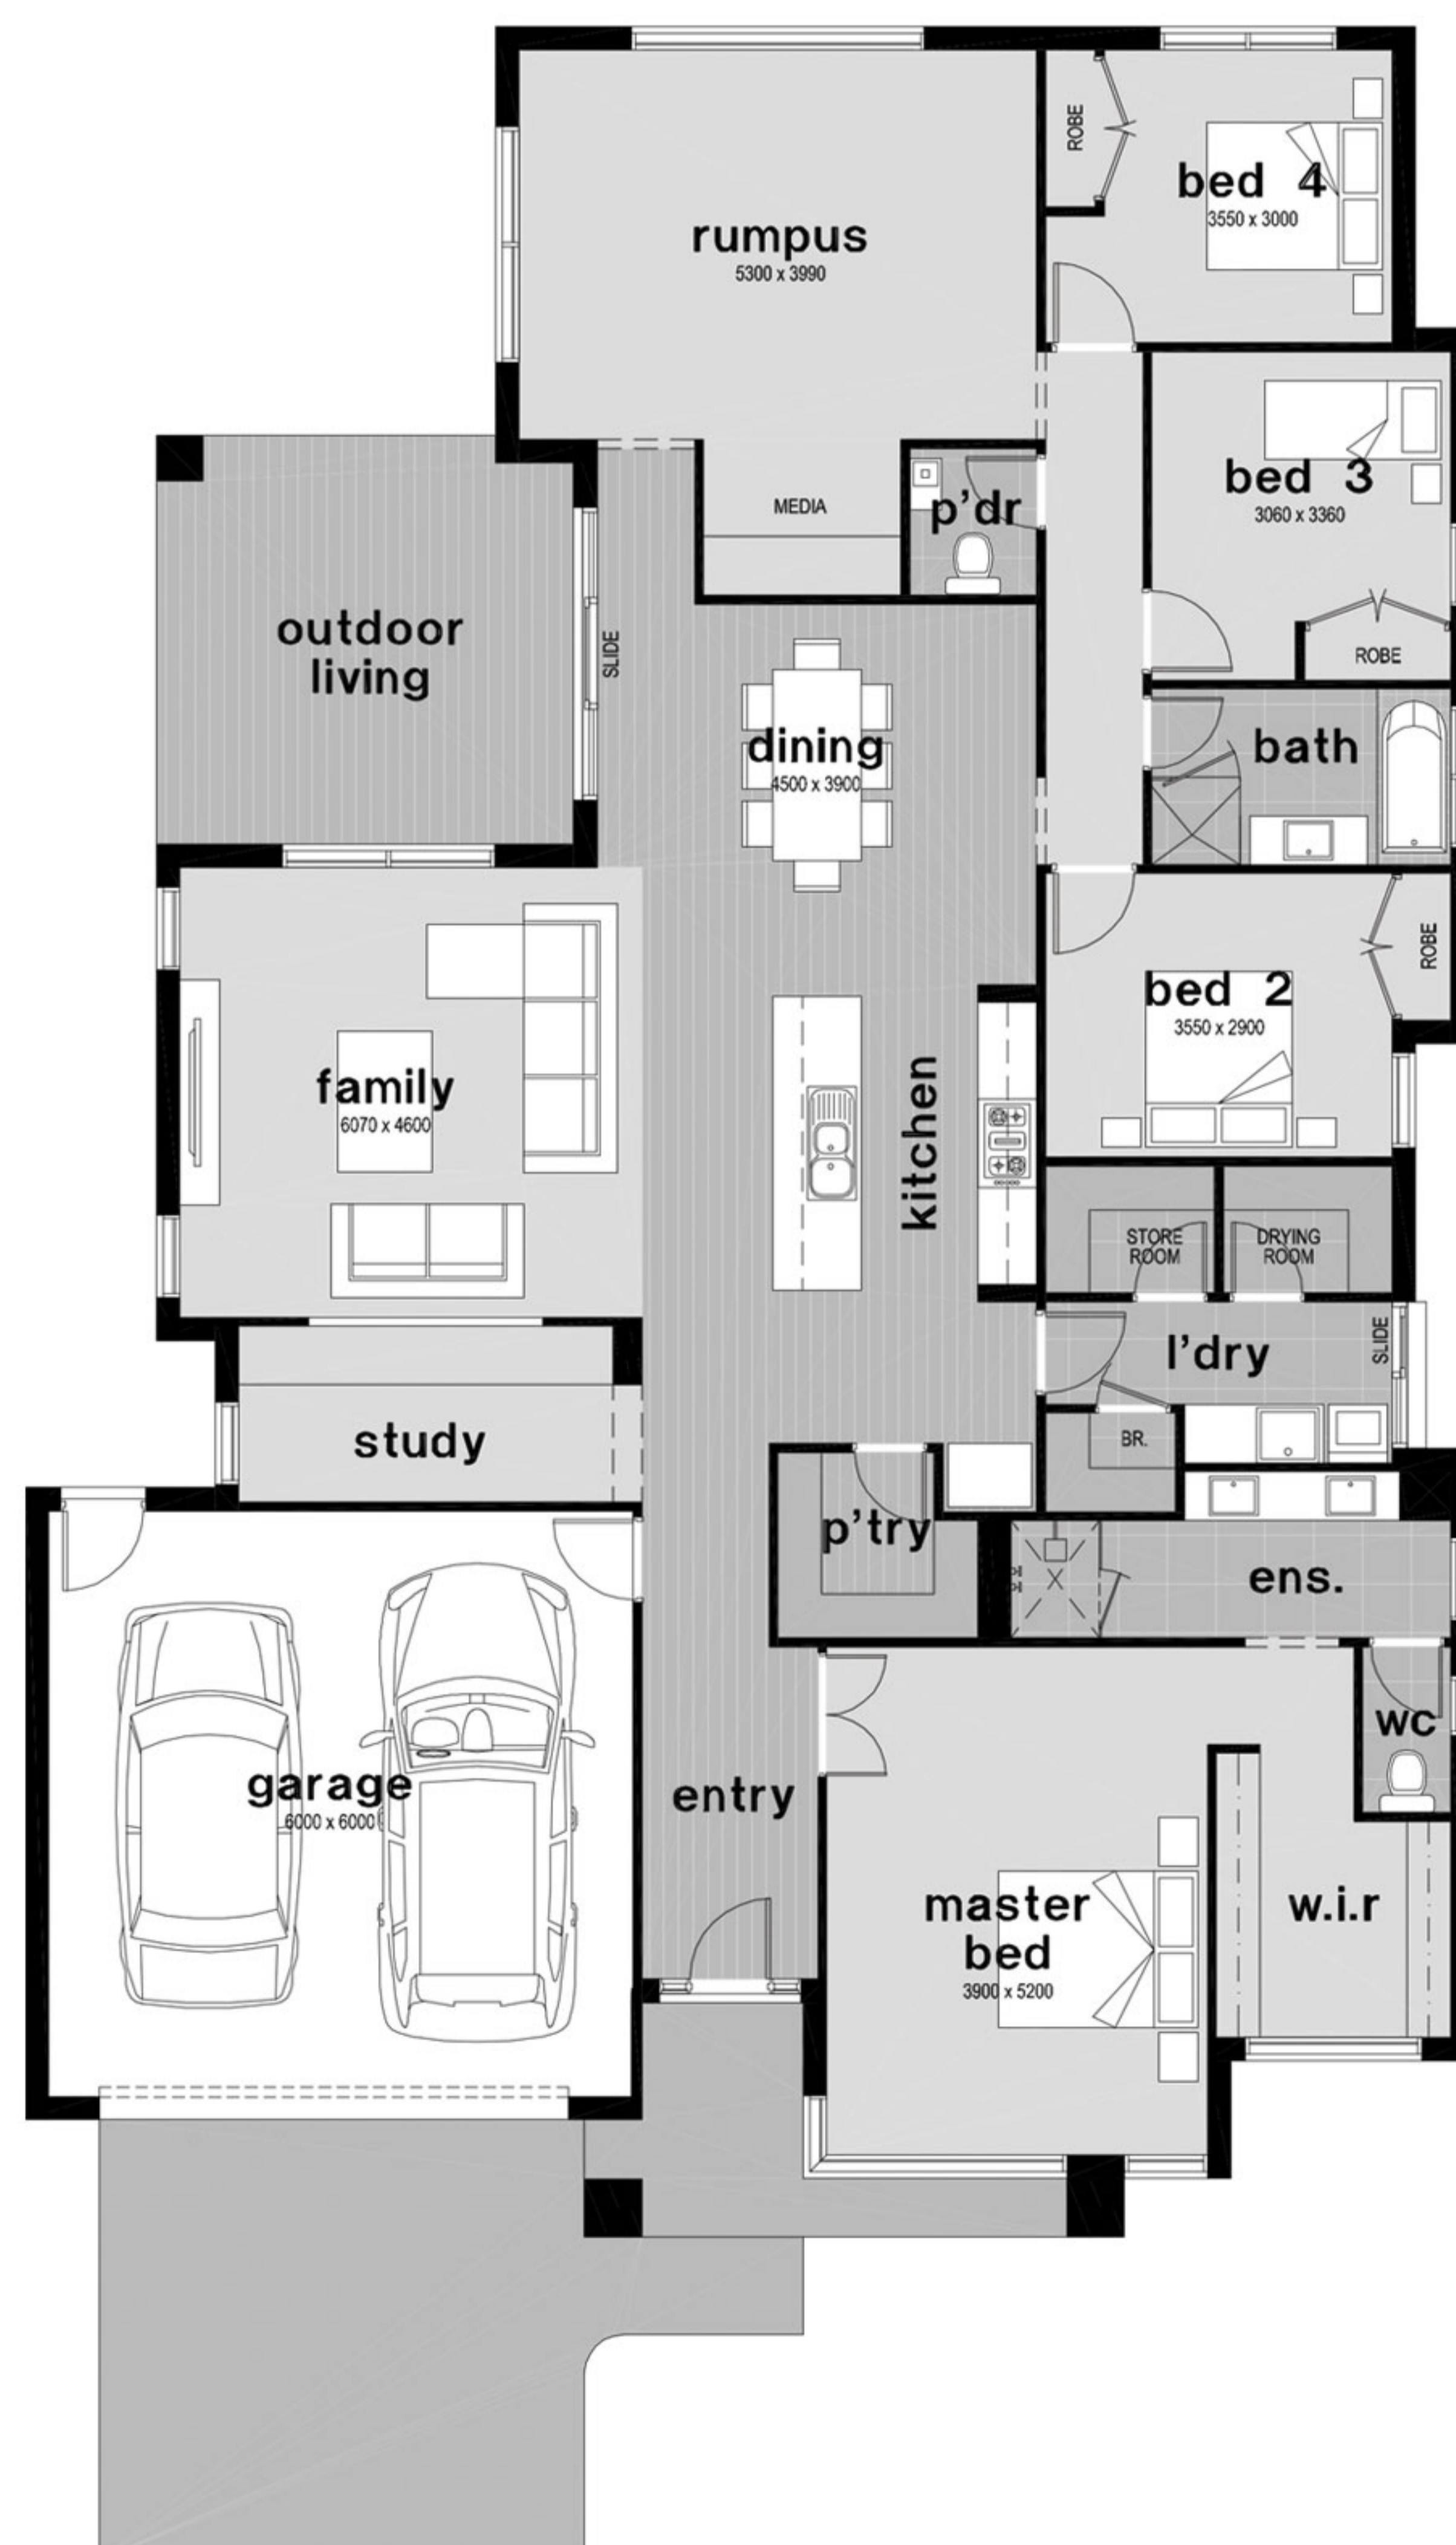 ROBE
bed 4
3550 x 3000
rumpus
5300 x 3990
bed 3
3060 x 3360
MEDIA
p'dr
outdoor
living
SLIDE
ROBE
dining
4500 x 3900
bath
ROBE
bed 2
3550 x 2900
family
6070 x 4600
kitchen
STORE
ROOM
DRYING
ROOM
l'dry
SLIDE
study
BR.
p'try
ens.
wc
garage
6000 x 6000
entry
master
bed
3900 x 5200
w.i.r